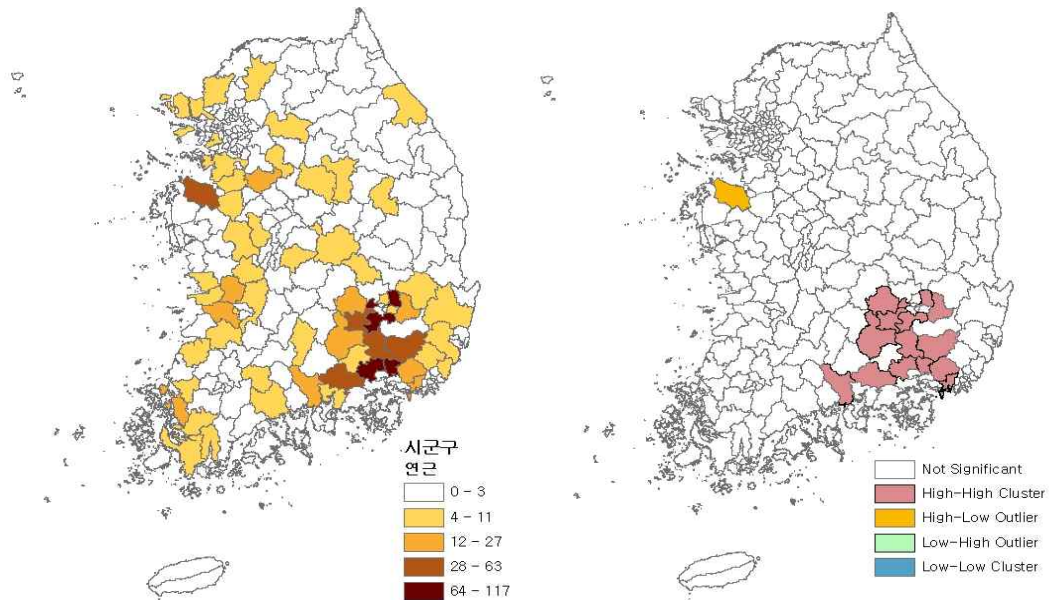 시군구
연근
0 - 3
4 - 11
12 - 27
28 - 63
64 - 117
Not Significant
High-High Cluster
High-Low Outlier
Low-High Outlier
Low-Low Cluster